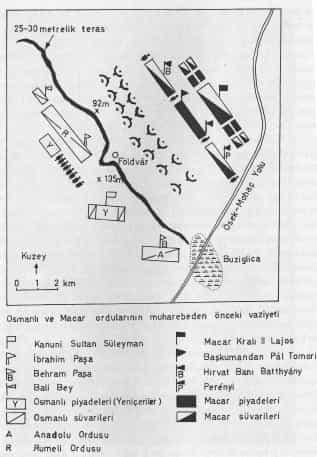 25-30 metrelik teras
B
92m
R
Földvár
Y
x 135m
Y
B
A
Ösek-Mohaç Yolu
Buziglica
Kuzey
0 1 2 km
Osmanlı ve Macar ordularının muharebeden önceki vaziyeti
Kanuni Sultan Süleyman
İbrahim Paşa
B Behram Paşa
Bali Bey
Y Osmanlı piyadeleri (Yeniçeriler)
Osmanlı süvarileri
A Anadolu Ordusu
R Rumeli Ordusu
Macar Kralı II Lajos
Başkumandan Pál Tomori
B Hırvat Banı Batthyány
P Perényi
Macar piyadeleri
Macar süvarileri